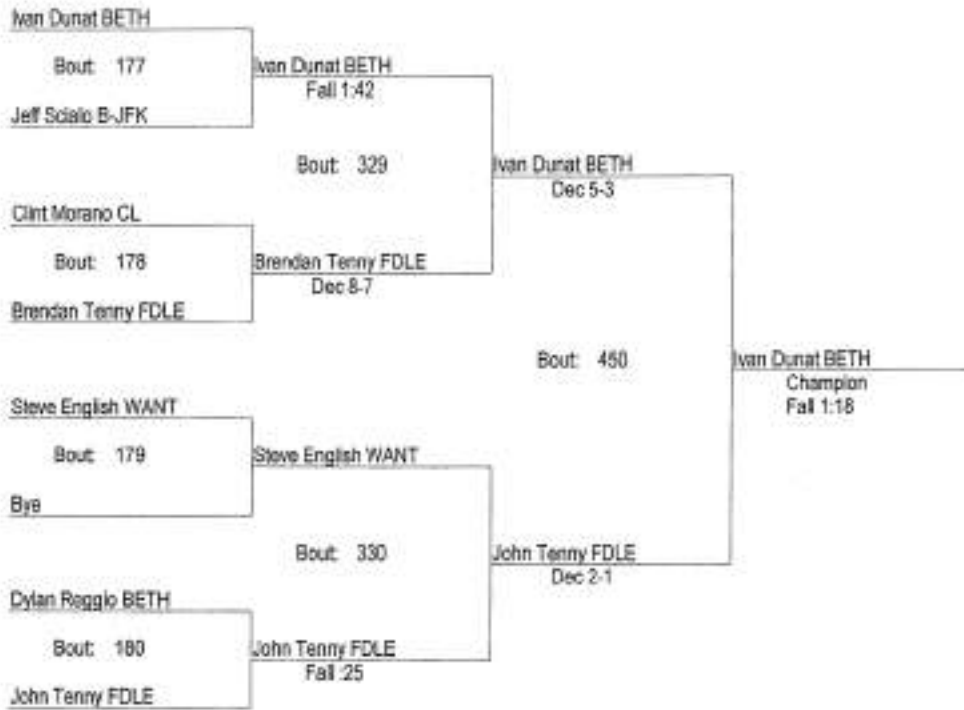 Ivan Dunat BETH
Bout: 177
Jeff Scialo B-JFK
Ivan Dunat BETH
Fall 1:42
Bout: 329
Clint Morano CL
Bout: 178
Brendan Tenny FDLE
Brendan Tenny FDLE
Dec 8-7
Ivan Dunat BETH
Dec 5-3
Bout: 450
Steve English WANT
Bout: 179
Bye
Steve English WANT
Bout: 330
Dylan Reggio BETH
Bout: 180
John Tenny FDLE
John Tenny FDLE
Fall :25
John Tenny FDLE
Dec 2-1
Ivan Dunat BETH
Champion
Fall 1:18